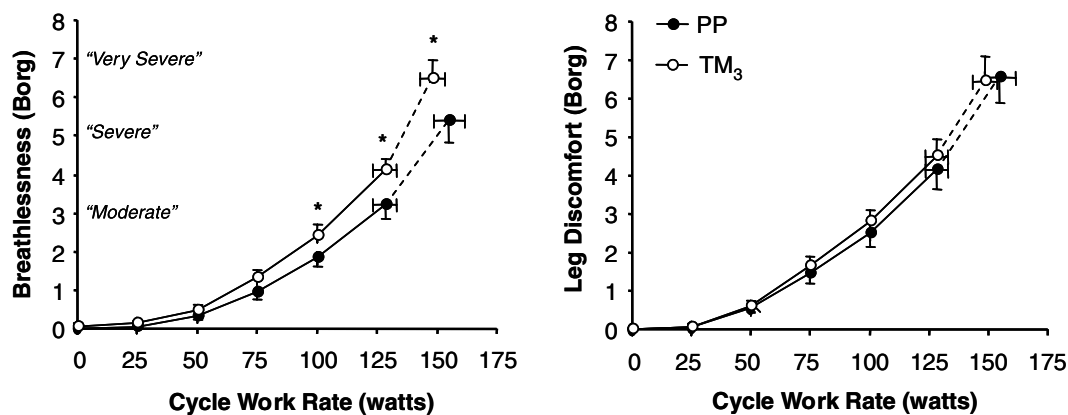 Breathlessness (Borg)
8
7
6
5
4
3
2
1
0
"Very Severe"
"Severe"
"Moderate"
*
*
*
0 25 50 75 100 125 150 175
Cycle Work Rate (watts)
Leg Discomfort (Borg)
8
7
6
5
4
3
2
1
0
PP
TM3
0 25 50 75 100 125 150 175
Cycle Work Rate (watts)